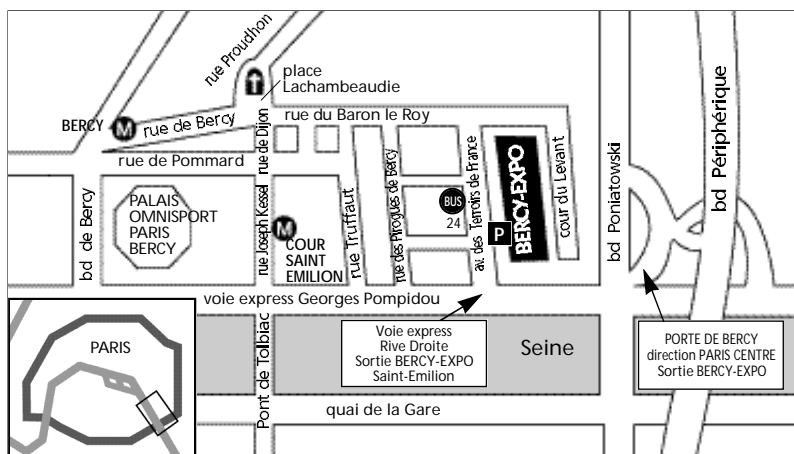 rue Proudhon
place
Lachambeaudie
BERCY
M
rue de Bercy
rue du Baron le Roy
rue de Dijon
rue de Pommard
bd de Bercy
PALAIS
OMNISPORT
PARIS
BERCY
rue Joseph Kessel
M
COUR
SAINT
EMILION
rue Truffaut
rue des Pirogues de Bercy
BUS
24
av. des Terroirs de France
P
BERCY-EXPO
cour du Levant
bd Poniatowski
bd Périphérique
voie express Georges Pompidou
PARIS
Pont de Tolbiac
Voie express
Rive Droite
Sortie BERCY-EXPO
Saint-Emilion
Seine
PORTE DE BERCY
direction PARIS CENTRE
Sortie BERCY-EXPO
quai de la Gare